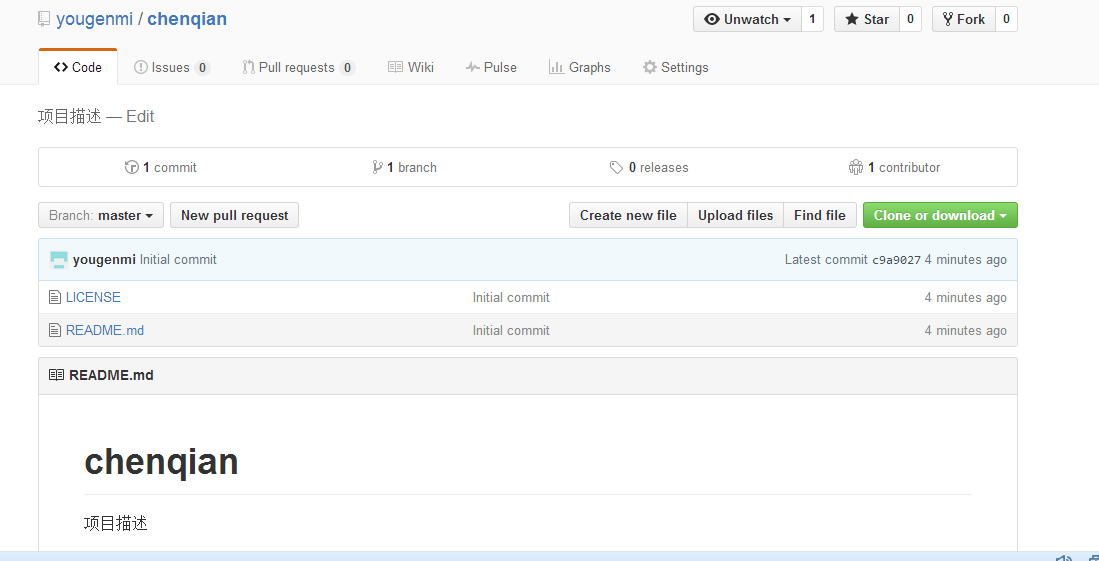 yougenmi / chenqian Unwatch 1 Star 0 Fork 0
Code Issues 0 Pull requests 0 Wiki Pulse Graphs Settings
项目描述 — Edit
1 commit 1 branch 0 releases 1 contributor
Branch: master New pull request Create new file Upload files Find file Clone or download
yougenmi Initial commit Latest commit c9a9027 4 minutes ago
LICENSE Initial commit 4 minutes ago
README.md Initial commit 4 minutes ago
README.md
chenqian
项目描述